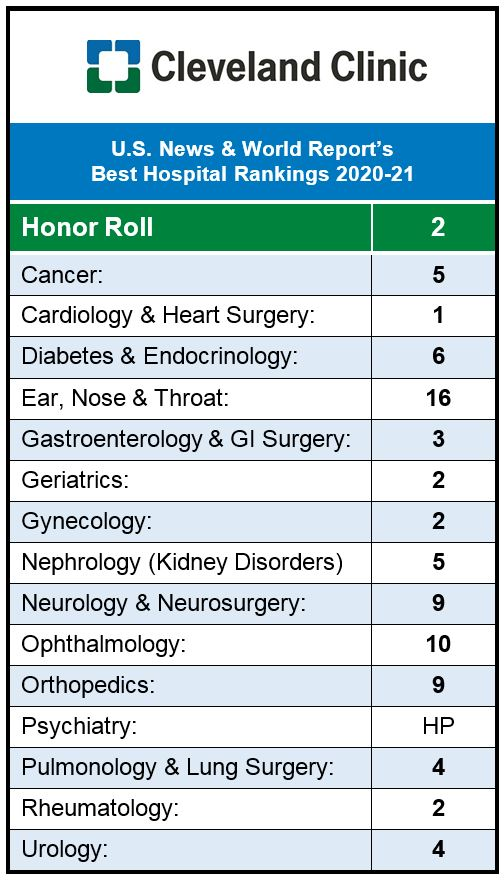 Cleveland Clinic
U.S. News & World Report’s
Best Hospital Rankings 2020-21
Honor Roll 2
Cancer: 5
Cardiology & Heart Surgery: 1
Diabetes & Endocrinology: 6
Ear, Nose & Throat: 16
Gastroenterology & GI Surgery: 3
Geriatrics: 2
Gynecology: 2
Nephrology (Kidney Disorders) 5
Neurology & Neurosurgery: 9
Ophthalmology: 10
Orthopedics: 9
Psychiatry: HP
Pulmonology & Lung Surgery: 4
Rheumatology: 2
Urology: 4